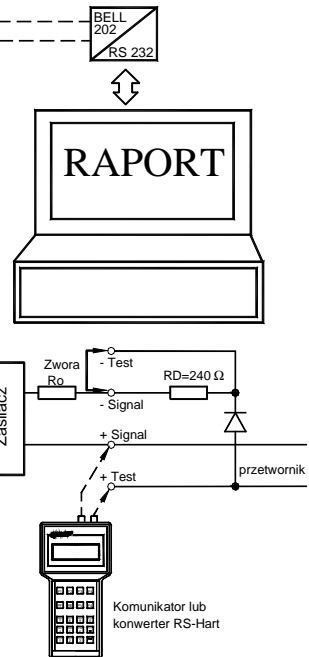 BELL
202
RS 232
RAPORT
Zasilacz
Zwora
Ro
- Test
RD=240 Ω
- Signal
+ Signal
+ Test
przetwornik
Komunikator lub
konwerter RS-Hart